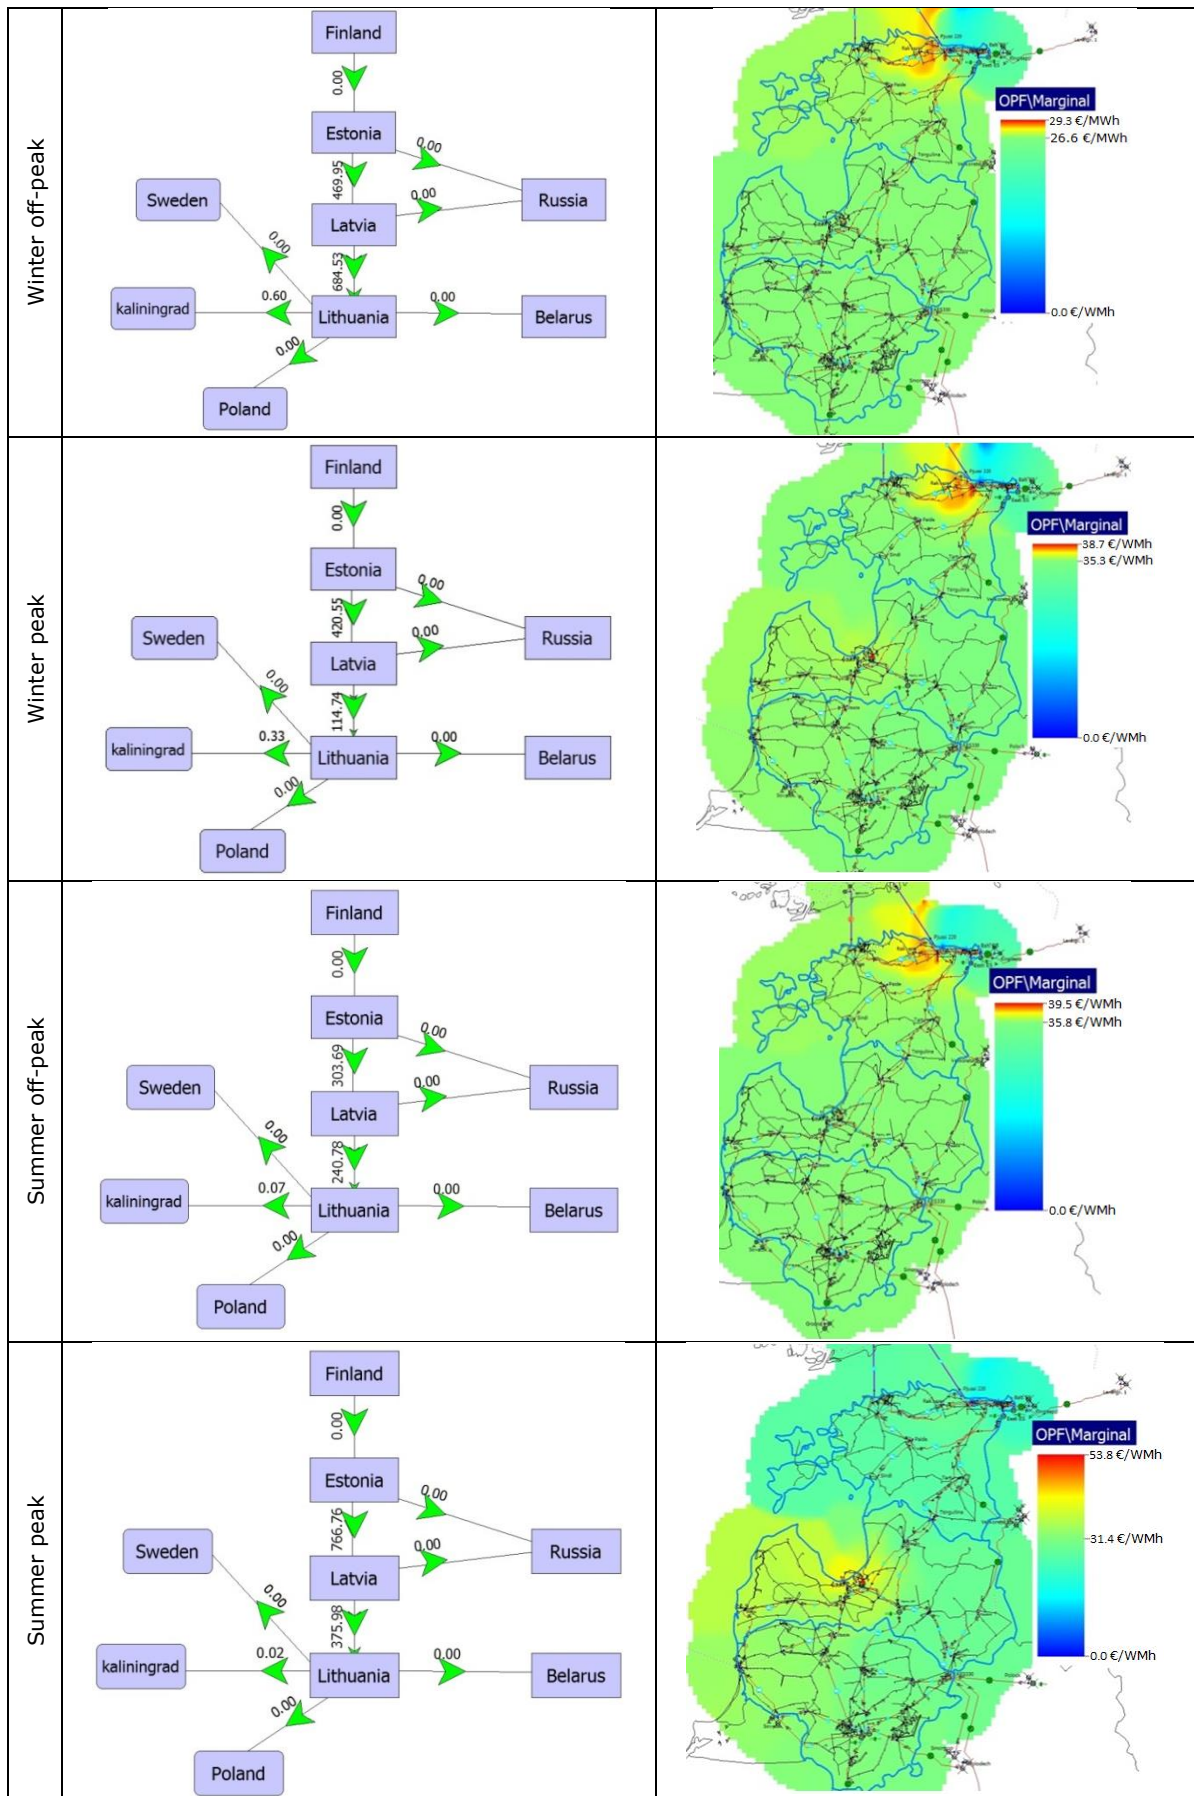 Winter off-peak
Finland
0.00
Estonia
0.00
469.95
Sweden
0.00
Russia
Latvia
0.00
684.53
kaliningrad
0.60
Lithuania
0.00
Belarus
0.00
Poland
OPF\Marginal
29.3 €/MWh
26.6 €/MWh
0.0 €/WMh
Winter peak
Finland
0.00
Estonia
0.00
420.55
Sweden
0.00
Russia
Latvia
0.00
114.74
kaliningrad
0.33
Lithuania
0.00
Belarus
0.00
Poland
OPF\Marginal
38.7 €/WMh
35.3 €/WMh
0.0 €/WMh
Summer off-peak
Finland
0.00
Estonia
0.00
303.69
Sweden
0.00
Russia
Latvia
0.00
240.78
kaliningrad
0.07
Lithuania
0.00
Belarus
0.00
Poland
OPF\Marginal
39.5 €/WMh
35.8 €/WMh
0.0 €/WMh
Summer peak
Finland
0.00
Estonia
0.00
766.76
Sweden
0.00
Russia
Latvia
0.00
375.98
kaliningrad
0.02
Lithuania
0.00
Belarus
0.00
Poland
OPF\Marginal
53.8 €/WMh
31.4 €/WMh
0.0 €/WMh